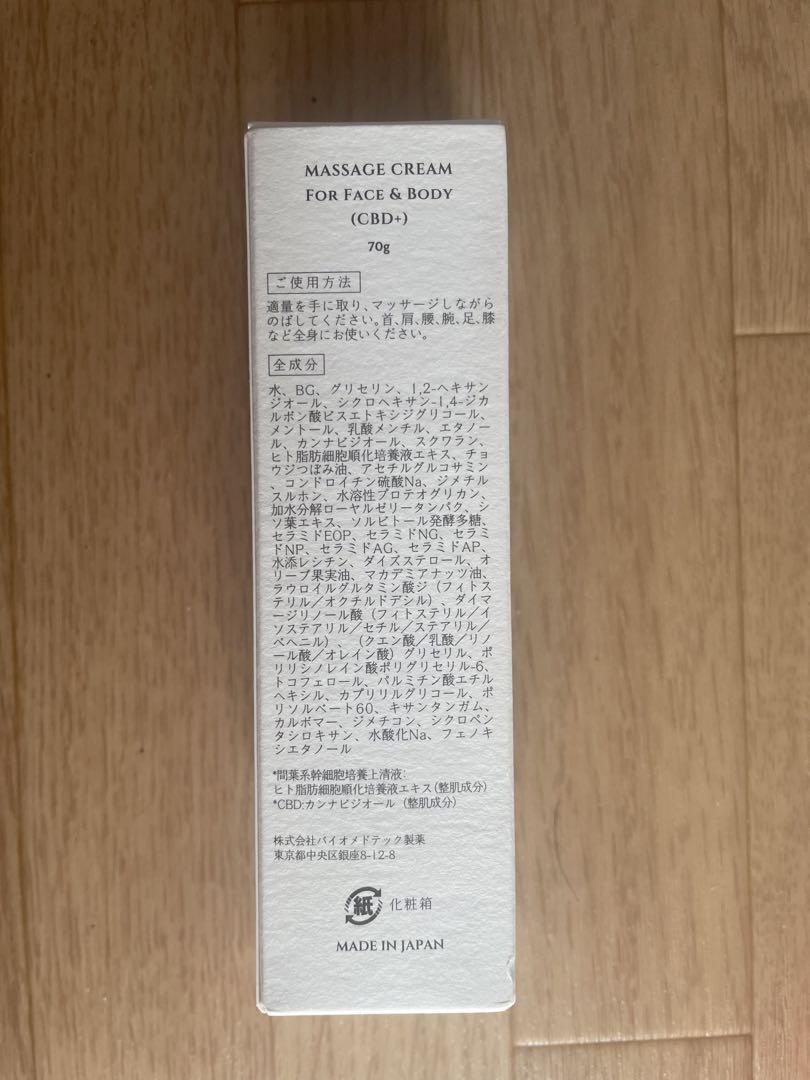 MASSAGE CREAM
FOR FACE & BODY
(CBD+)
70g
ご使用方法
適量を手に取り、マッサージしながら
のばしてください。首、肩、腰、腕、足、膝
など全身にお使いください。
全成分
水、BG、グリセリン、1,2-ヘキサン
ジオール、シクロヘキサン-1,4-ジカ
ルボン酸ビスエトキシジグリコール、
メントール、乳酸メンチル、エタノー
ル、カンナビジオール、スクワラン、
ヒト脂肪細胞順化培養液エキス、チョ
ウジつぼみ油、アセチルグルコサミン
、コンドロイチン硫酸Na、ジメチル
スルホン、水溶性プロテオグリカン、
加水分解ローヤルゼリータンパク、シ
ソ葉エキス、ソルビトール発酵多糖、
セラミドEOP、セラミドNG、セラミ
ドNP、セラミドAG、セラミドAP、
水添レシチン、ダイズステロール、オ
リーブ果実油、マカデミアナッツ油、
ラウロイルグルタミン酸ジ（フィトス
テリル／オクチルドデシル）、ダイマ
ージリノール酸（フィトステリル／イ
ソステアリル／セチル／ステアリル／
ベヘニル）、（クエン酸／乳酸／リノ
ール酸／オレイン酸）グリセリル、ポ
リリシノレイン酸ポリグリセリル-6、
トコフェロール、パルミチン酸エチル
ヘキシル、カプリリルグリコール、ポ
リソルベート60、キサンタンガム、
カルボマー、ジメチコン、シクロペン
タシロキサン、水酸化Na、フェノキ
シエタノール
*間葉系幹細胞培養上清液:
ヒト脂肪細胞順化培養液エキス（整肌成分）
*CBD:カンナビジオール（整肌成分）
株式会社バイオメドテック製薬
東京都中央区銀座8-12-8
紙 化粧箱
MADE IN JAPAN